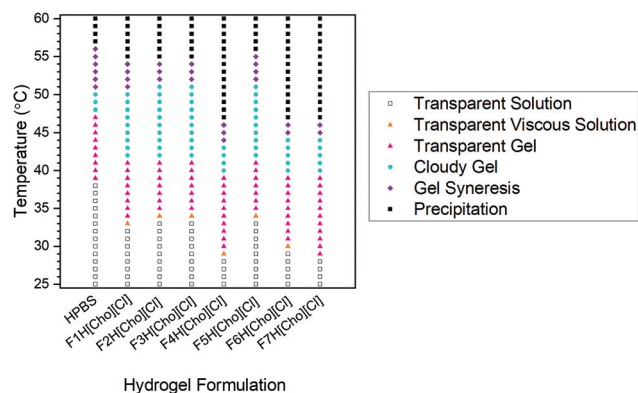 60
55
50
45
40
35
30
25
Temperature (°C)
HPBS
F1H[Cho][Cl]
F2H[Cho][Cl]
F3H[Cho][Cl]
F4H[Cho][Cl]
F5H[Cho][Cl]
F6H[Cho][Cl]
F7H[Cho][Cl]
Hydrogel Formulation
Transparent Solution
Transparent Viscous Solution
Transparent Gel
Cloudy Gel
Gel Syneresis
Precipitation